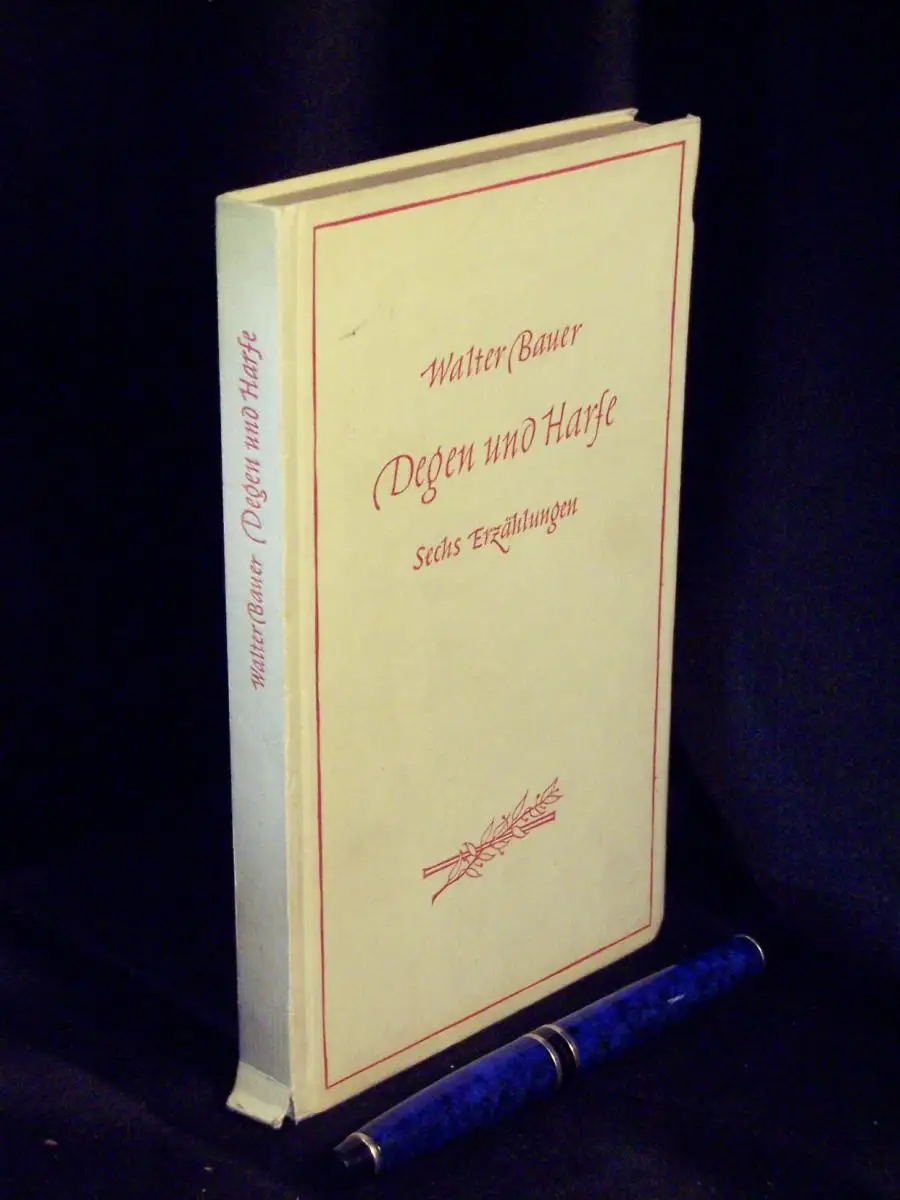 Walter Bauer Degen und Harfe
Walter Bauer
Degen und Harfe
Sechs Erzählungen